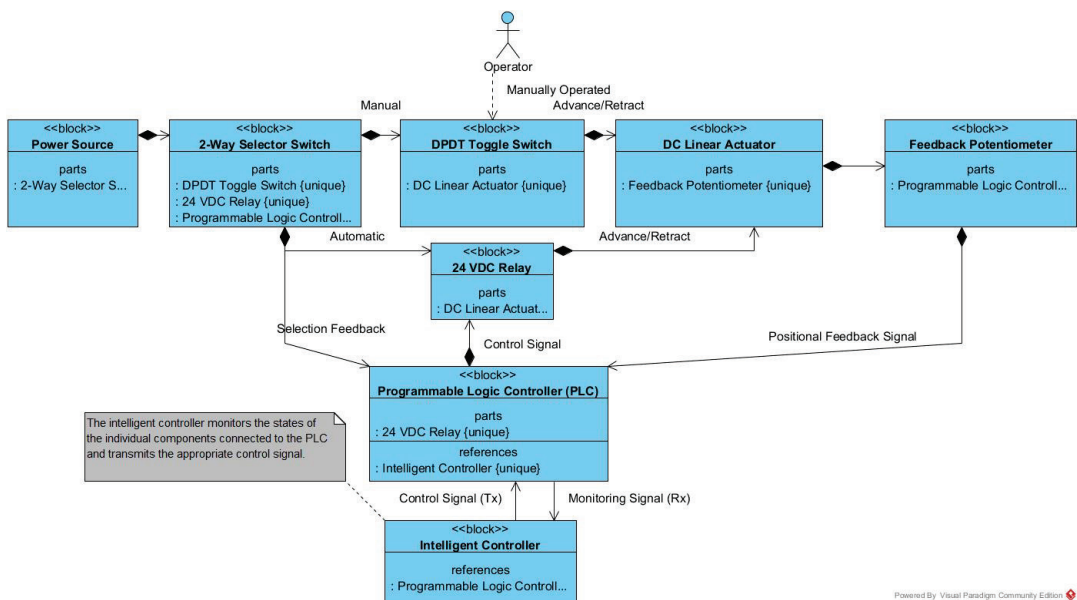 Operator
Manually Operated
Manual
Advance/Retract
<<block>>
Power Source
parts
: 2-Way Selector S...
<<block>>
2-Way Selector Switch
parts
: DPDT Toggle Switch {unique}
: 24 VDC Relay {unique}
: Programmable Logic Controll...
<<block>>
DPDT Toggle Switch
parts
: DC Linear Actuator {unique}
<<block>>
DC Linear Actuator
parts
: Feedback Potentiometer {unique}
<<block>>
Feedback Potentiometer
parts
: Programmable Logic Controll...
Automatic
Advance/Retract
<<block>>
24 VDC Relay
parts
: DC Linear Actuat...
Selection Feedback
Control Signal
Positional Feedback Signal
<<block>>
Programmable Logic Controller (PLC)
parts
: 24 VDC Relay {unique}
references
: Intelligent Controller {unique}
The intelligent controller monitors the states of
the individual components connected to the PLC
and transmits the appropriate control signal.
Control Signal (Tx)
Monitoring Signal (Rx)
<<block>>
Intelligent Controller
references
: Programmable Logic Controll...
Powered By Visual Paradigm Community Edition